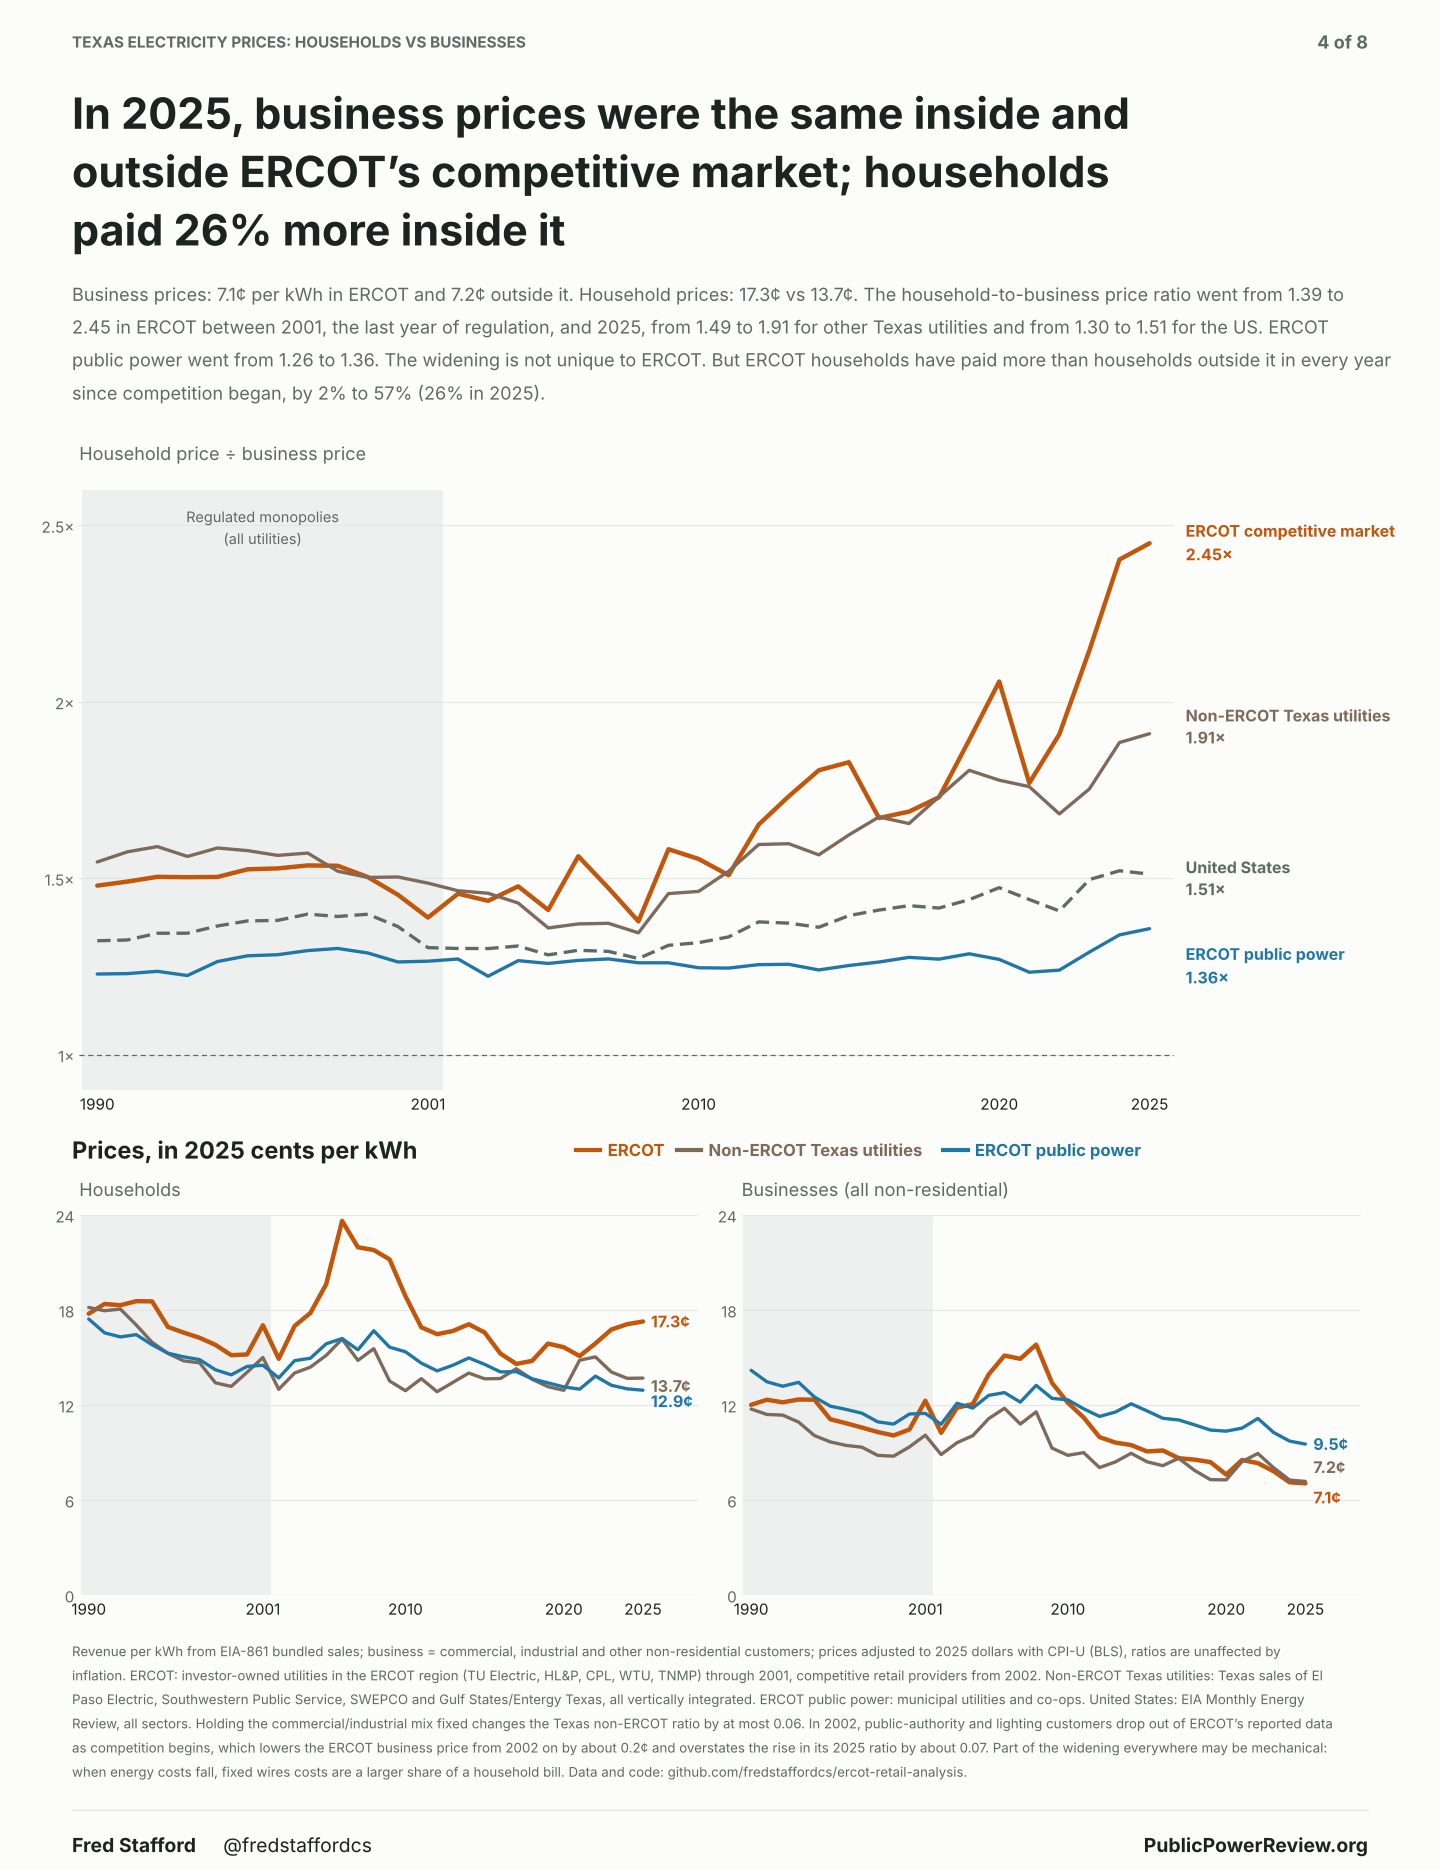 TEXAS ELECTRICITY PRICES: HOUSEHOLDS VS BUSINESSES
4 of 8
In 2025, business prices were the same inside and
outside ERCOT’s competitive market; households
paid 26% more inside it
Business prices: 7.1¢ per kWh in ERCOT and 7.2¢ outside it. Household prices: 17.3¢ vs 13.7¢. The household-to-business price ratio went from 1.39 to
2.45 in ERCOT between 2001, the last year of regulation, and 2025, from 1.49 to 1.91 for other Texas utilities and from 1.30 to 1.51 for the US. ERCOT
public power went from 1.26 to 1.36. The widening is not unique to ERCOT. But ERCOT households have paid more than households outside it in every year
since competition began, by 2% to 57% (26% in 2025).
Household price ÷ business price
Regulated monopolies
(all utilities)
2.5×
2×
1.5×
1×
ERCOT competitive market
2.45×
Non-ERCOT Texas utilities
1.91×
United States
1.51×
ERCOT public power
1.36×
1990 2001 2010 2020 2025
Prices, in 2025 cents per kWh
ERCOT Non-ERCOT Texas utilities ERCOT public power
Households
24
18
12
6
0
17.3¢
13.7¢
12.9¢
1990 2001 2010 2020 2025
Businesses (all non-residential)
24
18
12
6
0
9.5¢
7.2¢
7.1¢
1990 2001 2010 2020 2025
Revenue per kWh from EIA-861 bundled sales; business = commercial, industrial and other non-residential customers; prices adjusted to 2025 dollars with CPI-U (BLS), ratios are unaffected by
inflation. ERCOT: investor-owned utilities in the ERCOT region (TU Electric, HL&P, CPL, WTU, TNMP) through 2001, competitive retail providers from 2002. Non-ERCOT Texas utilities: Texas sales of El
Paso Electric, Southwestern Public Service, SWEPCO and Gulf States/Entergy Texas, all vertically integrated. ERCOT public power: municipal utilities and co-ops. United States: EIA Monthly Energy
Review, all sectors. Holding the commercial/industrial mix fixed changes the Texas non-ERCOT ratio by at most 0.06. In 2002, public-authority and lighting customers drop out of ERCOT’s reported data
as competition begins, which lowers the ERCOT business price from 2002 on by about 0.2¢ and overstates the rise in its 2025 ratio by about 0.07. Part of the widening everywhere may be mechanical:
when energy costs fall, fixed wires costs are a larger share of a household bill. Data and code: github.com/fredstaffordcs/ercot-retail-analysis.
Fred Stafford @fredstaffordcs
PublicPowerReview.org